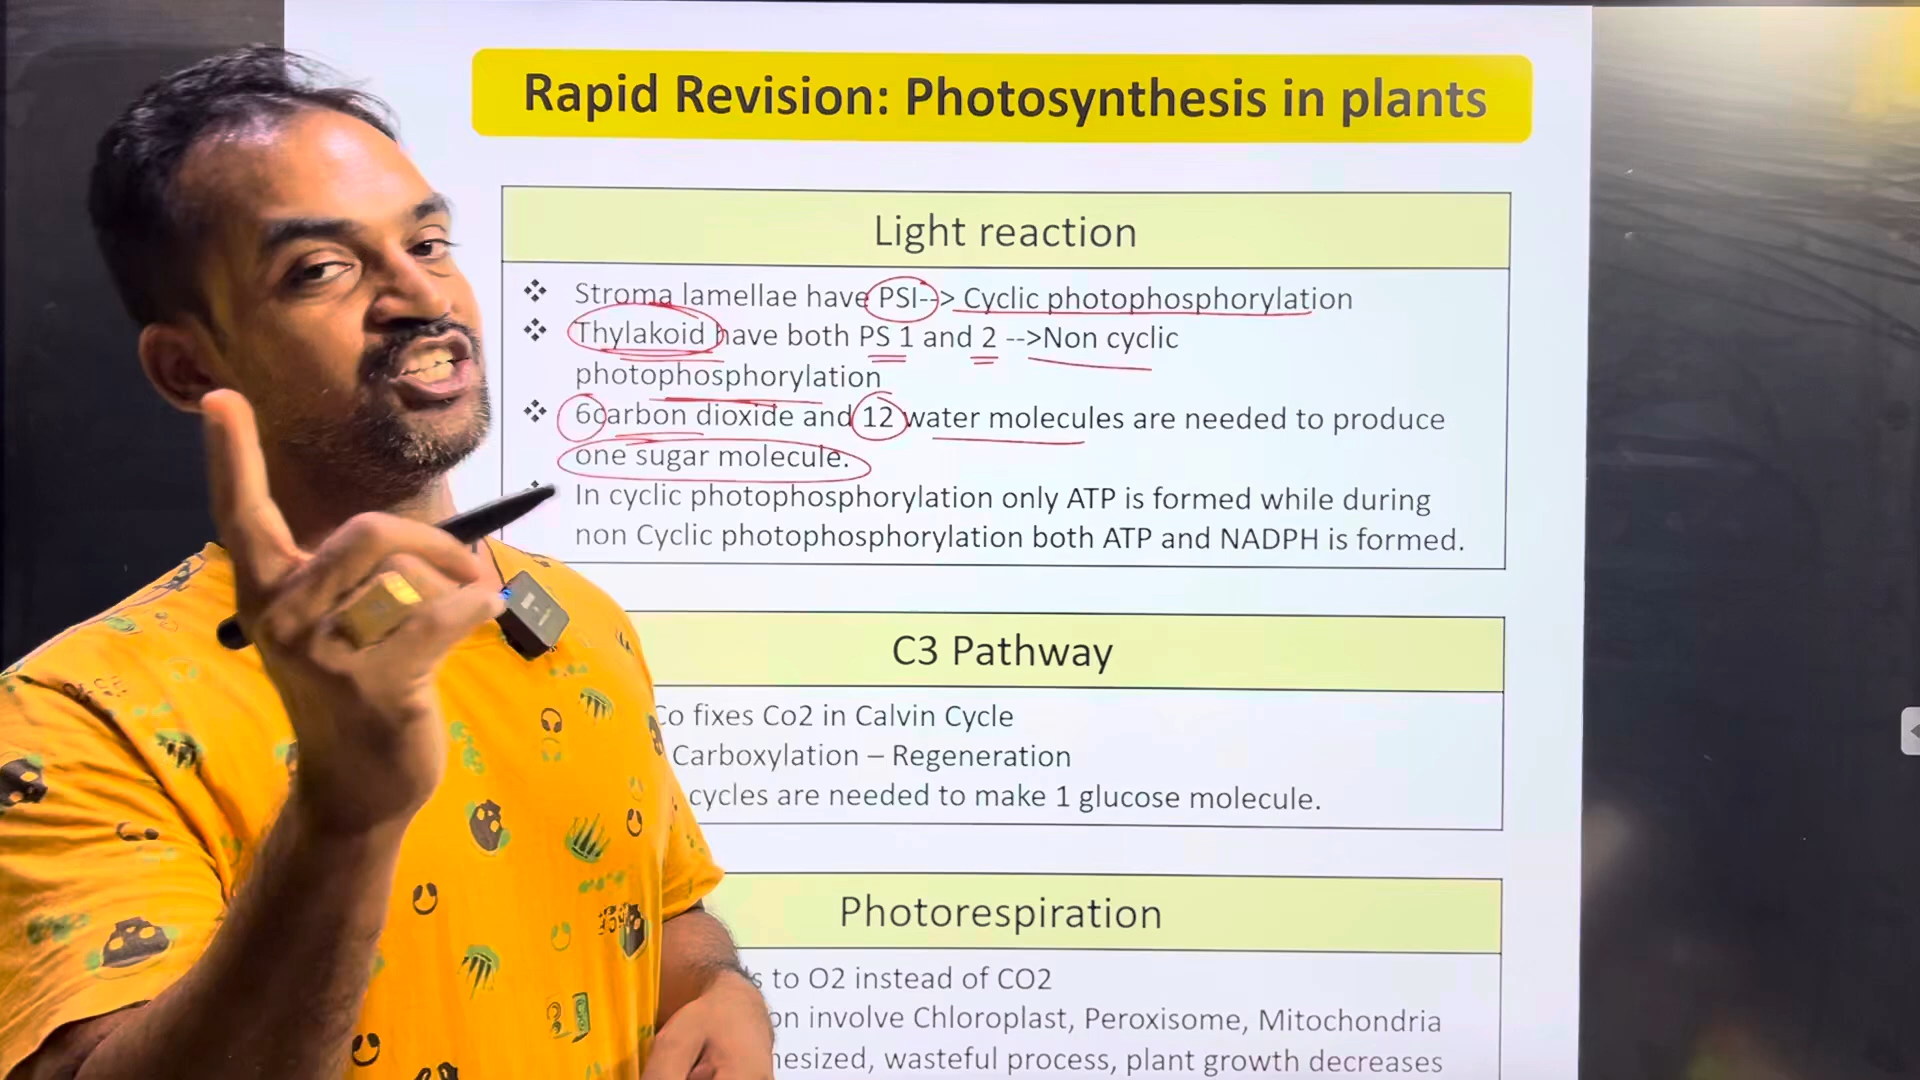 Rapid Revision: Photosynthesis in plants
Light reaction
❖ Stroma lamellae have PSI--> Cyclic photophosphorylation
❖ Thylakoid have both PS 1 and 2 -->Non cyclic
photophosphorylation
❖ 6carbon dioxide and 12 water molecules are needed to produce
one sugar molecule.
In cyclic photophosphorylation only ATP is formed while during
non Cyclic photophosphorylation both ATP and NADPH is formed.
C3 Pathway
Co fixes Co2 in Calvin Cycle
Carboxylation – Regeneration
cycles are needed to make 1 glucose molecule.
Photorespiration
to O2 instead of CO2
involve Chloroplast, Peroxisome, Mitochondria
wasteful process, plant growth decreases